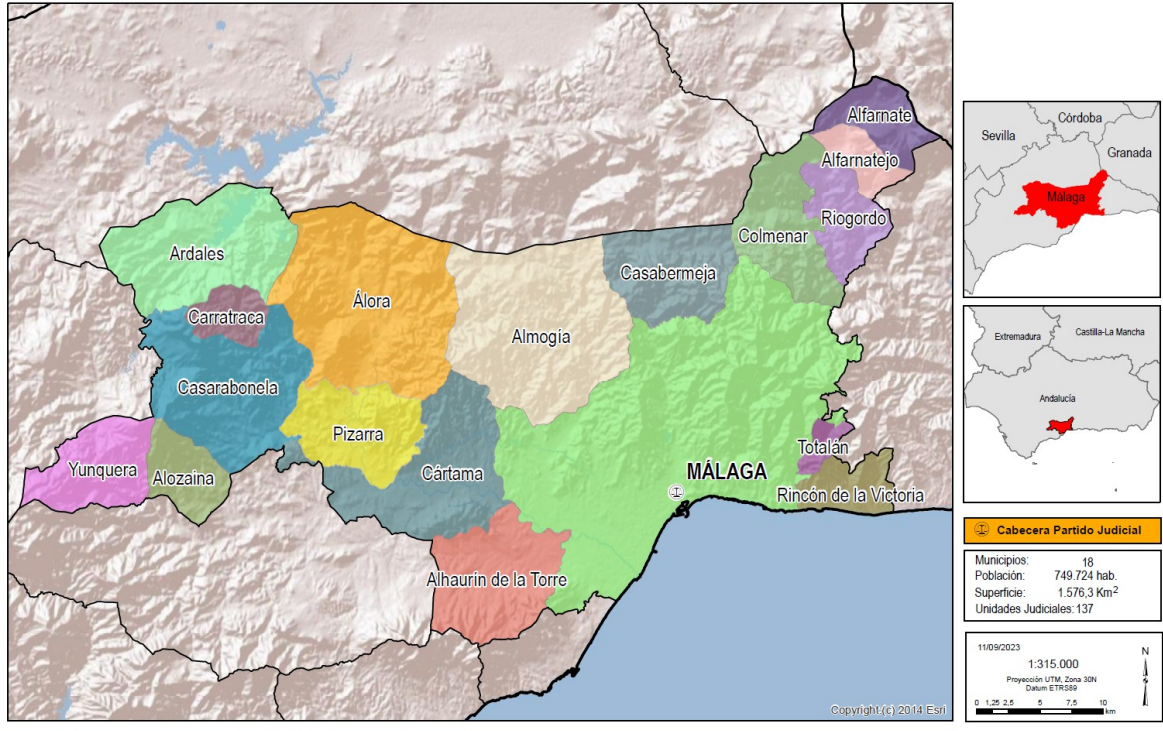 Alfarnate
Alfarnatejo
Riogordo
Colmenar
Ardales
Casabermeja
Álora
Carratraca
Almogía
Casarabonela
Pizarra
Totalán
Yunquera
Alozaina
Cártama
MÁLAGA
Rincón de la Victoria
Alhaurin de la Torre
Copyright:(c) 2014 Esri
Córdoba
Sevilla
Granada
Málaga
Extremadura
Castilla-La Mancha
Andalucía
Cabecera Partido Judicial
Municipios: 18
Población: 749.724 hab.
Superficie: 1.576,3 Km2
Unidades Judiciales: 137
11/09/2023
N
1:315.000
Proyección UTM, Zona 30N
Datum ETRS89
0 1,25 2,5 5 7,5 10
km